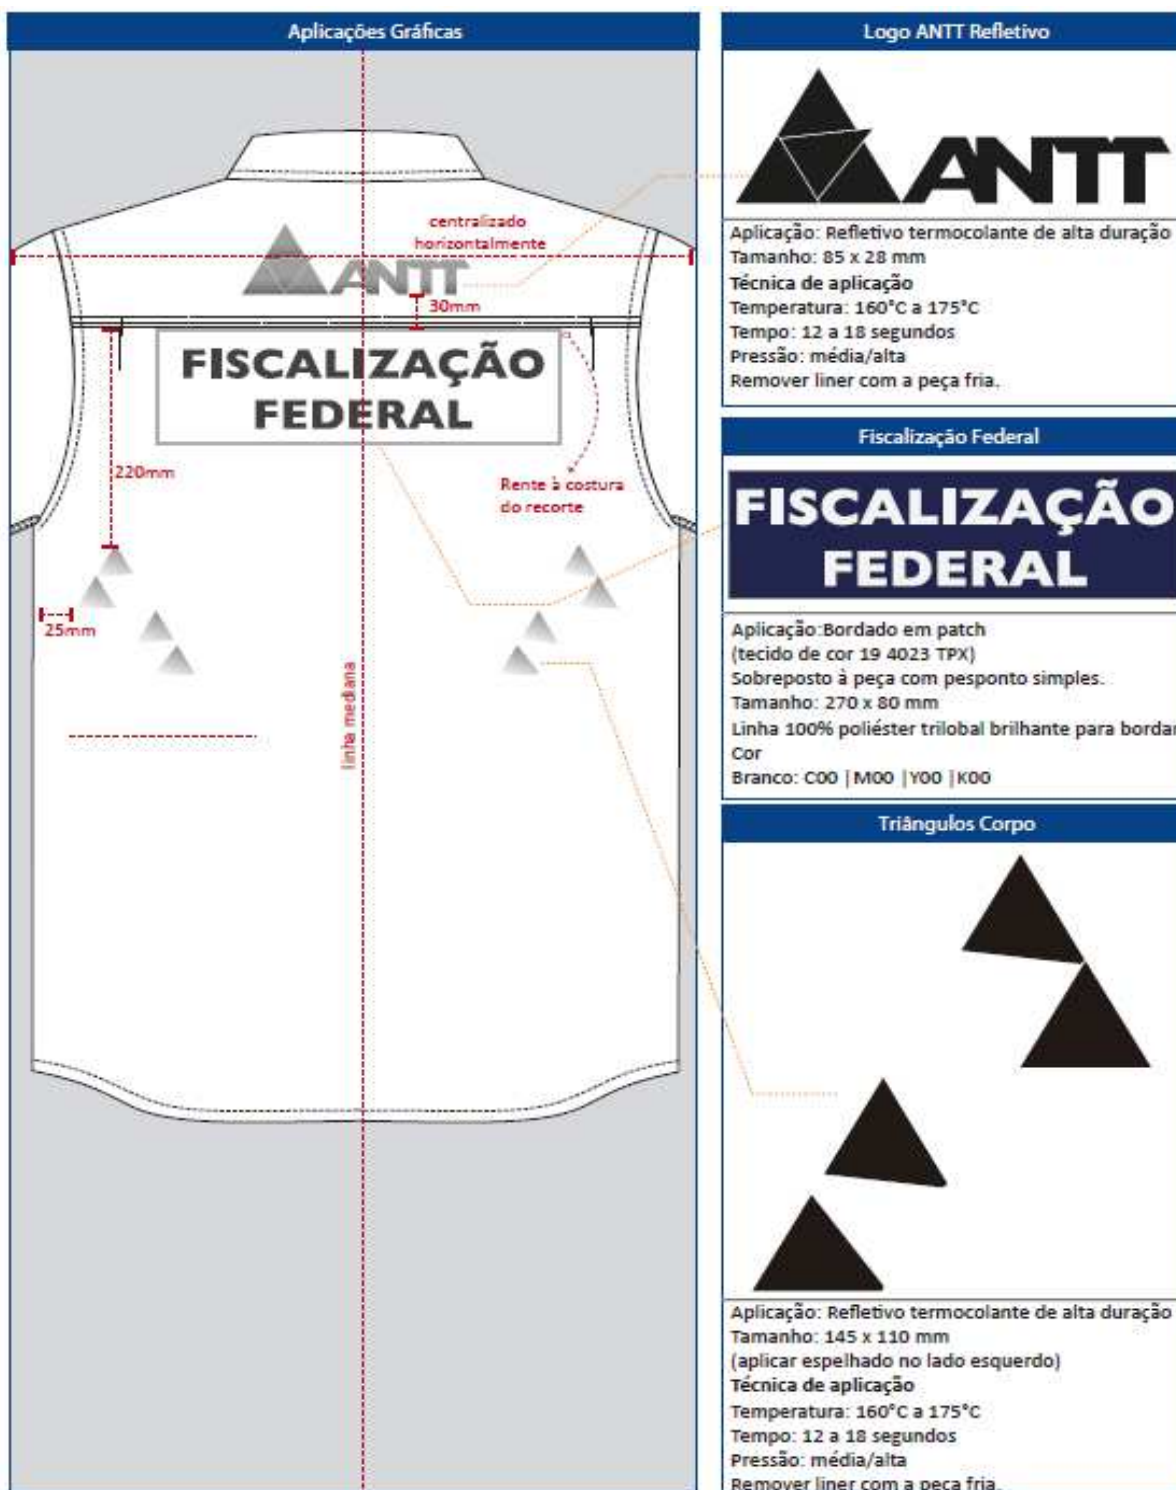 Aplicações Gráficas
ANTT
centralizado
horizontalmente
30mm
FISCALIZAÇÃO
FEDERAL
220mm
Rente à costura
do recorte
25mm
linha mediana
Logo ANTT Refletivo
ANTT
Aplicação: Refletivo termocolante de alta duração
Tamanho: 85 x 28 mm
Técnica de aplicação
Temperatura: 160°C a 175°C
Tempo: 12 a 18 segundos
Pressão: média/alta
Remover liner com a peça fria.
Fiscalização Federal
FISCALIZAÇÃO
FEDERAL
Aplicação:Bordado em patch
(tecido de cor 19 4023 TPX)
Sobreposto à peça com pesponto simples.
Tamanho: 270 x 80 mm
Linha 100% poliéster trilobal brilhante para bordar
Cor
Branco: C00 | M00 | Y00 | K00
Triângulos Corpo
Aplicação: Refletivo termocolante de alta duração
Tamanho: 145 x 110 mm
(aplicar espelhado no lado esquerdo)
Técnica de aplicação
Temperatura: 160°C a 175°C
Tempo: 12 a 18 segundos
Pressão: média/alta
Remover liner com a peça fria.